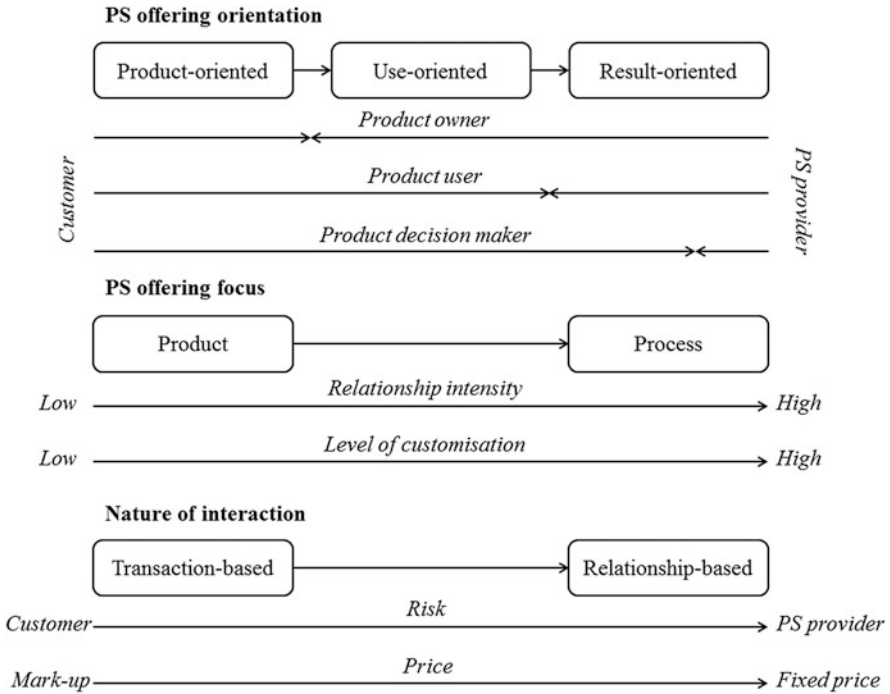 PS offering orientation
Product-oriented
Use-oriented
Result-oriented
Product owner
Customer
Product user
PS provider
Product decision maker
PS offering focus
Product
Process
Relationship intensity
Low
High
Level of customisation
Low
High
Nature of interaction
Transaction-based
Relationship-based
Risk
Customer
PS provider
Price
Mark-up
Fixed price